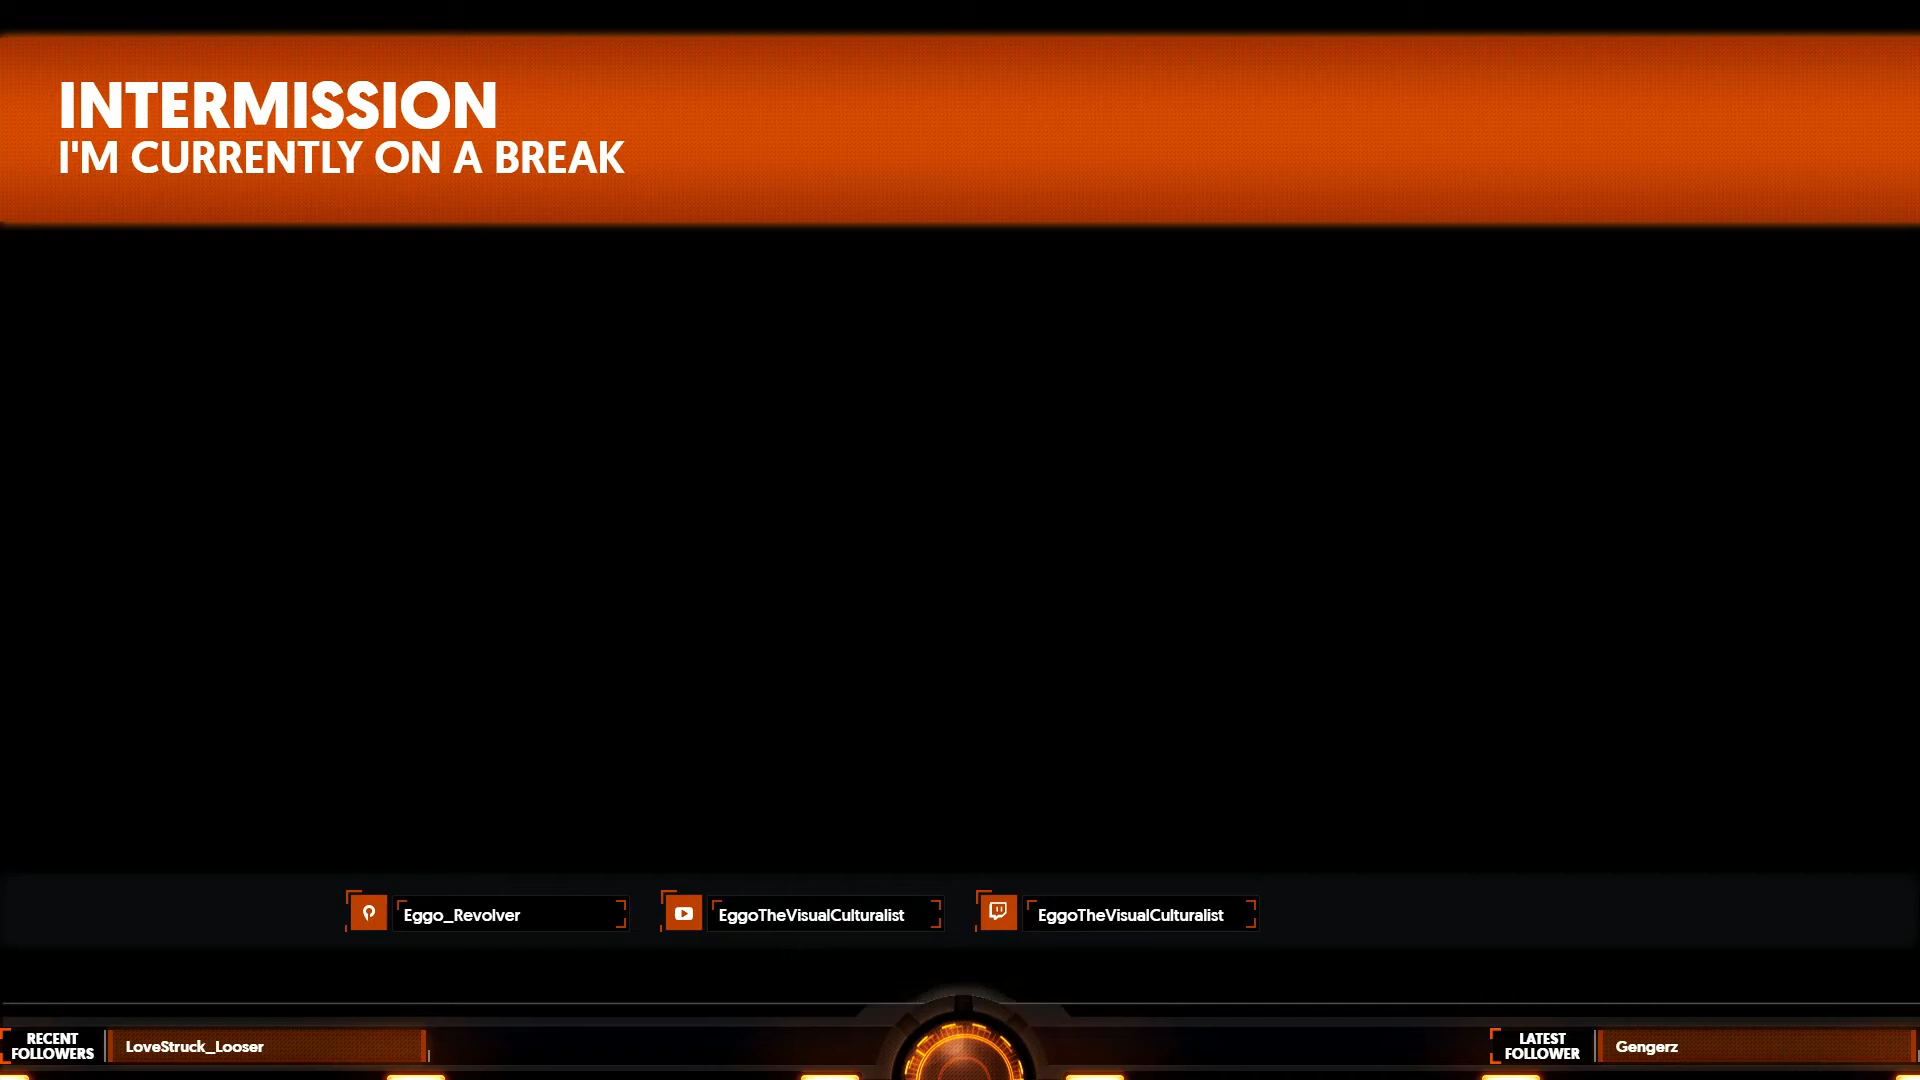 INTERMISSION
I'M CURRENTLY ON A BREAK
Eggo_Revolver
EggoTheVisualCulturalist
EggoTheVisualCulturalist
RECENT
FOLLOWERS
LoveStruck_Looser
LATEST
FOLLOWER
Gengerz